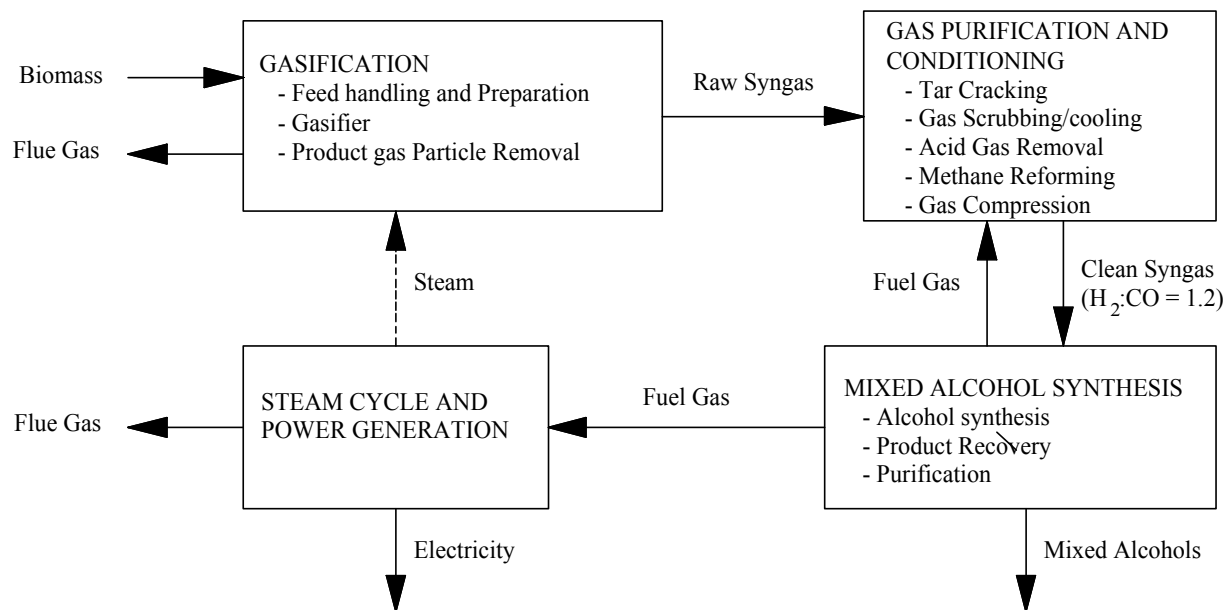 Biomass
Flue Gas
GASIFICATION
- Feed handling and Preparation
- Gasifier
- Product gas Particle Removal
Raw Syngas
GAS PURIFICATION AND
CONDITIONING
- Tar Cracking
- Gas Scrubbing/cooling
- Acid Gas Removal
- Methane Reforming
- Gas Compression
Steam
Fuel Gas
Clean Syngas
(H2:CO = 1.2)
Flue Gas
STEAM CYCLE AND
POWER GENERATION
Fuel Gas
MIXED ALCOHOL SYNTHESIS
- Alcohol synthesis
- Product Recovery
- Purification
Electricity
Mixed Alcohols